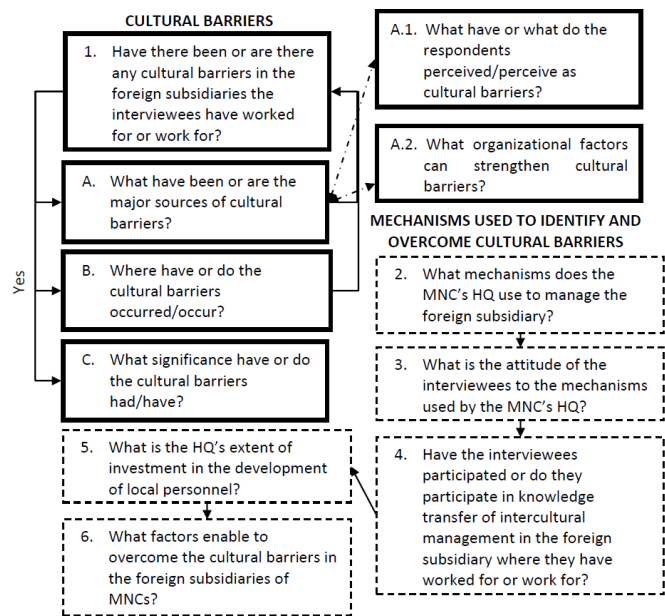 CULTURAL BARRIERS
1. Have there been or are there
any cultural barriers in the
foreign subsidiaries the
interviewees have worked
for or work for?
A. What have been or are the
major sources of cultural
barriers?
B. Where have or do the
cultural barriers
occurred/occur?
C. What significance have or do
the cultural barriers
had/have?
Yes
A.1. What have or what do the
respondents
perceived/perceive as
cultural barriers?
A.2. What organizational factors
can strengthen cultural
barriers?
MECHANISMS USED TO IDENTIFY AND
OVERCOME CULTURAL BARRIERS
2. What mechanisms does the
MNC's HQ use to manage the
foreign subsidiary?
3. What is the attitude of the
interviewees to the mechanisms
used by the MNC's HQ?
4. Have the interviewees
participated or do they
participate in knowledge
transfer of intercultural
management in the foreign
subsidiary where they have
worked for or work for?
5. What is the HQ's extent of
investment in the development
of local personnel?
6. What factors enable to
overcome the cultural barriers in
the foreign subsidiaries of
MNCs?